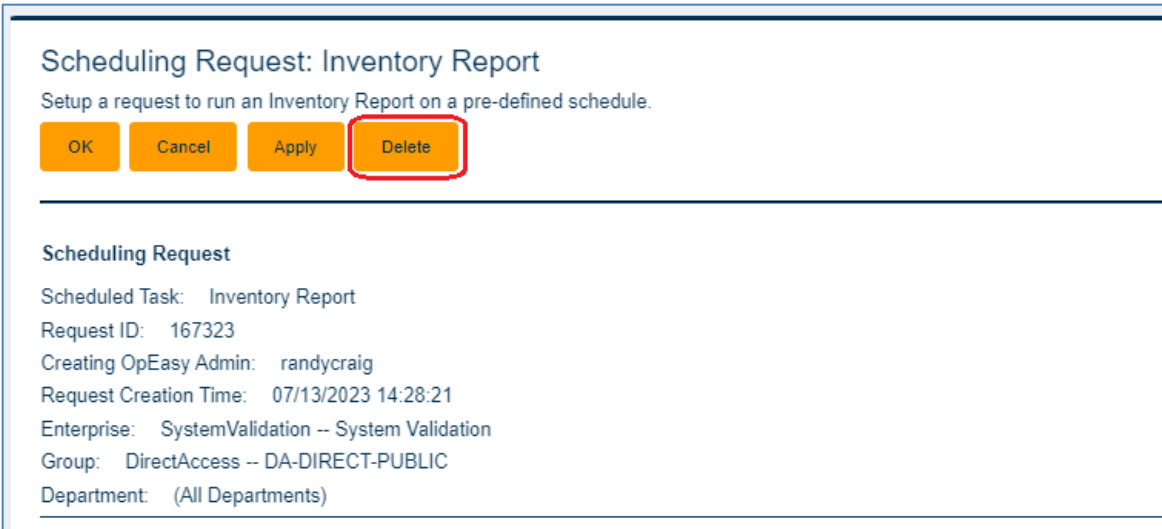 Scheduling Request: Inventory Report
Setup a request to run an Inventory Report on a pre-defined schedule.
OK Cancel Apply Delete
Scheduling Request
Scheduled Task: Inventory Report
Request ID: 167323
Creating OpEasy Admin: randycraig
Request Creation Time: 07/13/2023 14:28:21
Enterprise: SystemValidation -- System Validation
Group: DirectAccess -- DA-DIRECT-PUBLIC
Department: (All Departments)